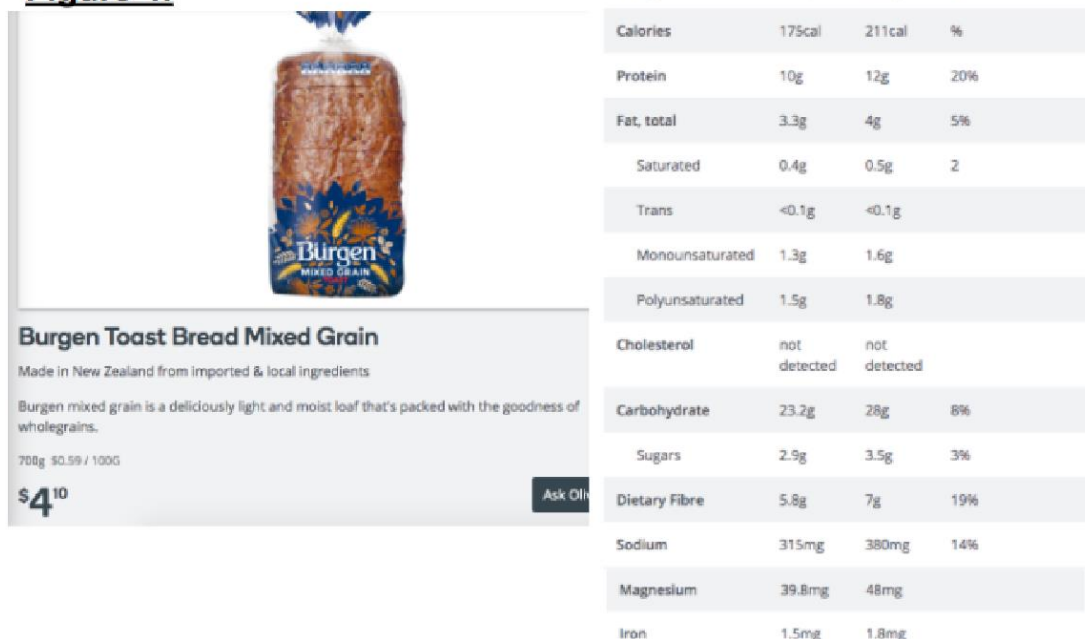 Bürgen
MIXED GRAIN
TOAST
Burgen Toast Bread Mixed Grain
Made in New Zealand from imported & local ingredients
Burgen mixed grain is a deliciously light and moist loaf that's packed with the goodness of
wholegrains.
700g $0.59 / 100G
$4 10
Ask Oli
Calories 175cal 211cal %
Protein 10g 12g 20%
Fat, total 3.3g 4g 5%
Saturated 0.4g 0.5g 2
Trans <0.1g <0.1g
Monounsaturated 1.3g 1.6g
Polyunsaturated 1.5g 1.8g
Cholesterol not detected not detected
Carbohydrate 23.2g 28g 8%
Sugars 2.9g 3.5g 3%
Dietary Fibre 5.8g 7g 19%
Sodium 315mg 380mg 14%
Magnesium 39.8mg 48mg
Iron 1.5mg 1.8mg